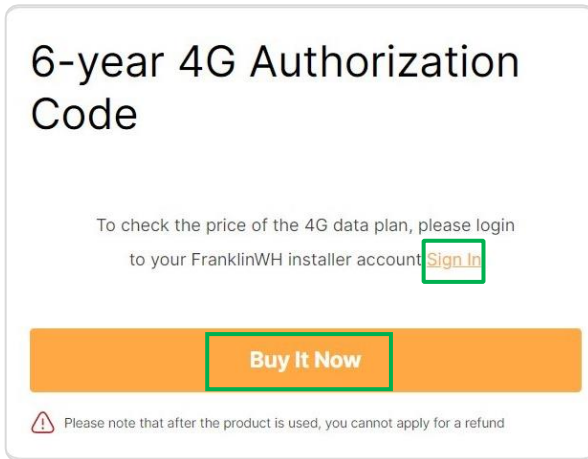 6-year 4G Authorization
Code
To check the price of the 4G data plan, please login
to your FranklinWH installer account Sign In
Buy It Now
Please note that after the product is used, you cannot apply for a refund